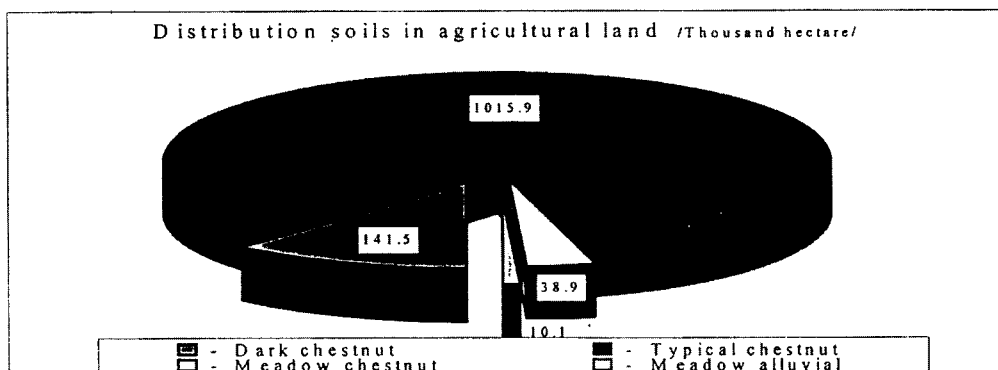 Distribution soils in agricultural land /Thousand hectare/
1015.9
141.5
38.9
10.1
- Dark chestnut - Typical chestnut
- Meadow chestnut - Meadow alluvial